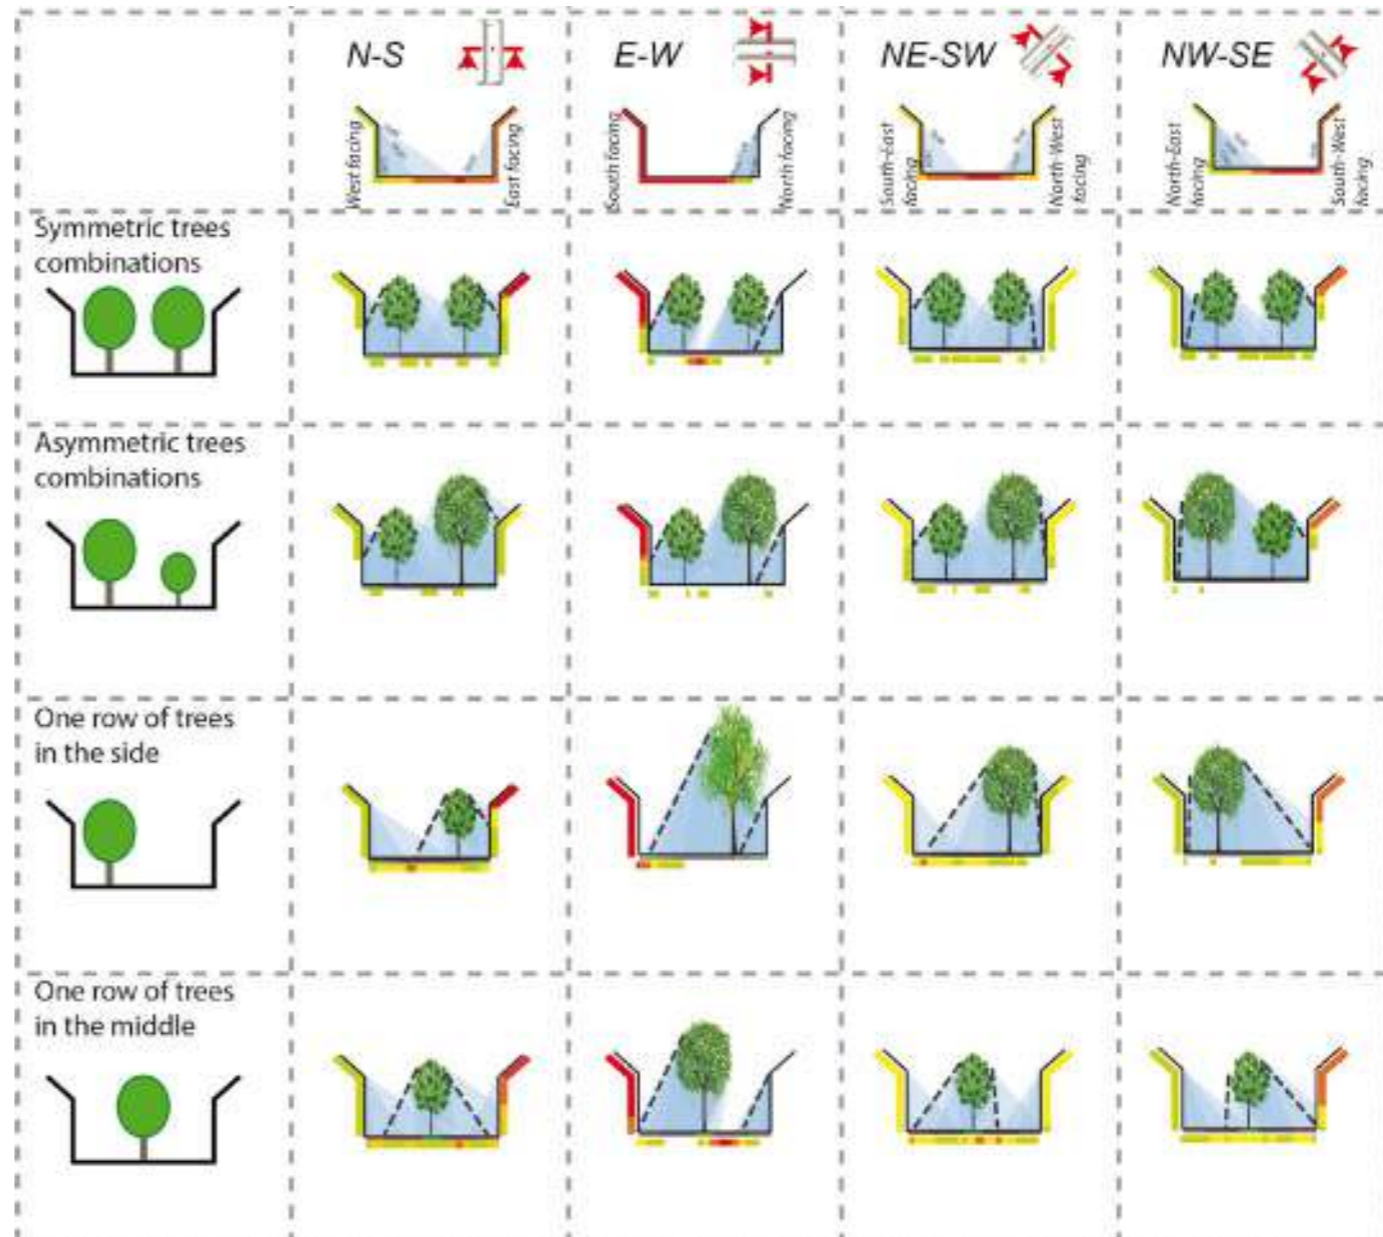 N-S
E-W
NE-SW
NW-SE
West facing
East facing
South facing
North facing
South-East
facing
North-West
facing
North-East
facing
South-West
facing
Symmetric trees
combinations
Asymmetric trees
combinations
One row of trees
in the side
One row of trees
in the middle